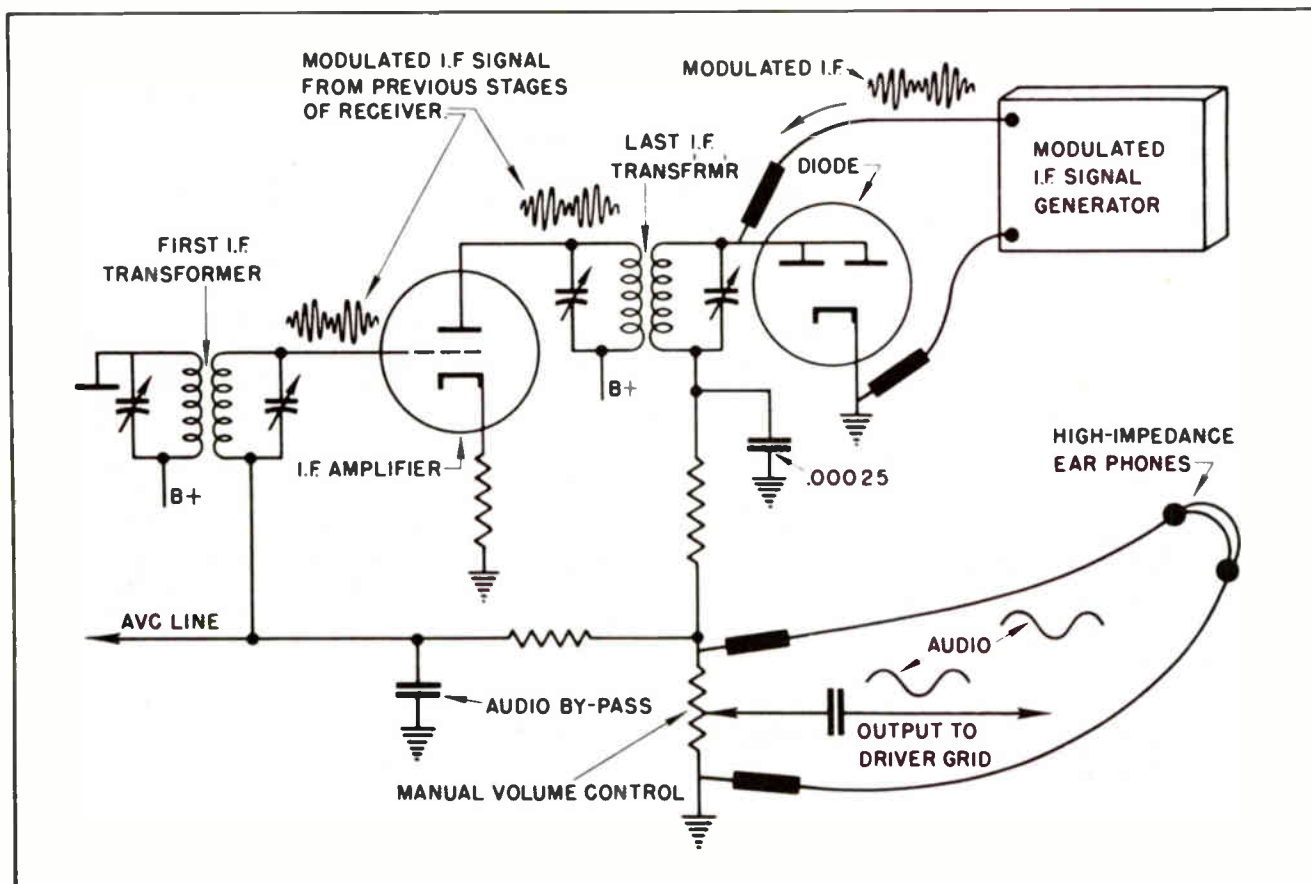 MODULATED I.F. SIGNAL
FROM PREVIOUS STAGES
OF RECEIVER.
MODULATED I.F.
MODULATED
I.F. SIGNAL
GENERATOR
LAST I.F.
TRANSFRMR
DIODE
FIRST I.F.
TRANSFORMER
B+
B+
I.F. AMPLIFIER
.00025
HIGH-IMPEDANCE
EAR PHONES
AVC LINE
AUDIO
AUDIO BY-PASS
OUTPUT TO
DRIVER GRID
MANUAL VOLUME CONTROL